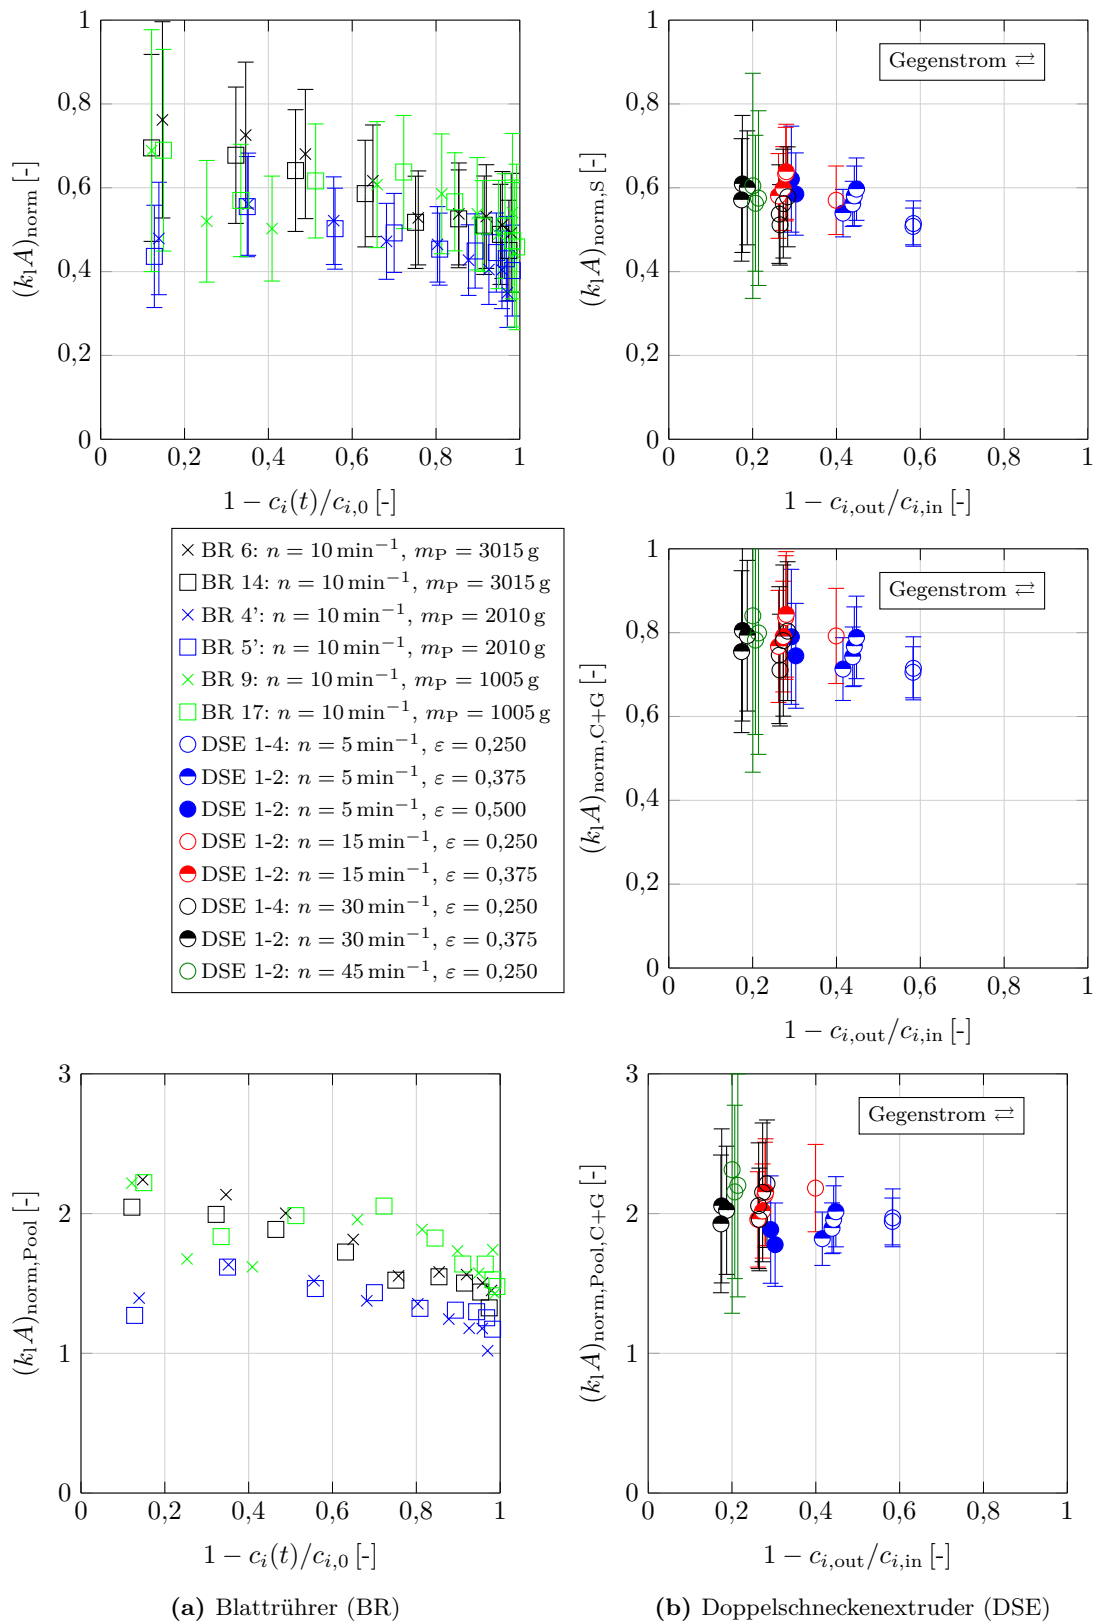 1
0,8
0,6
0,4
0,2
0
0
0,2
0,4
0,6
0,8
1
(k_l A)_norm [-]
1 − c_i(t)/c_{i,0} [-]
1
0,8
0,6
0,4
0,2
0
0
0,2
0,4
0,6
0,8
1
(k_l A)_norm,S [-]
1 − c_{i,out}/c_{i,in} [-]
Gegenstrom ⇄
BR 6: n = 10 min⁻¹, m_P = 3015 g
BR 14: n = 10 min⁻¹, m_P = 3015 g
BR 4’: n = 10 min⁻¹, m_P = 2010 g
BR 5’: n = 10 min⁻¹, m_P = 2010 g
BR 9: n = 10 min⁻¹, m_P = 1005 g
BR 17: n = 10 min⁻¹, m_P = 1005 g
DSE 1-4: n = 5 min⁻¹, ε = 0,250
DSE 1-2: n = 5 min⁻¹, ε = 0,375
DSE 1-2: n = 5 min⁻¹, ε = 0,500
DSE 1-2: n = 15 min⁻¹, ε = 0,250
DSE 1-2: n = 15 min⁻¹, ε = 0,375
DSE 1-4: n = 30 min⁻¹, ε = 0,250
DSE 1-2: n = 30 min⁻¹, ε = 0,375
DSE 1-2: n = 45 min⁻¹, ε = 0,250
1
0,8
0,6
0,4
0,2
0
0
0,2
0,4
0,6
0,8
1
(k_l A)_norm,C+G [-]
1 − c_{i,out}/c_{i,in} [-]
Gegenstrom ⇄
3
2
1
0
0
0,2
0,4
0,6
0,8
1
(k_l A)_norm,Pool [-]
1 − c_i(t)/c_{i,0} [-]
(a) Blattrührer (BR)
3
2
1
0
0
0,2
0,4
0,6
0,8
1
(k_l A)_norm,Pool,C+G [-]
1 − c_{i,out}/c_{i,in} [-]
Gegenstrom ⇄
(b) Doppelschneckenextruder (DSE)